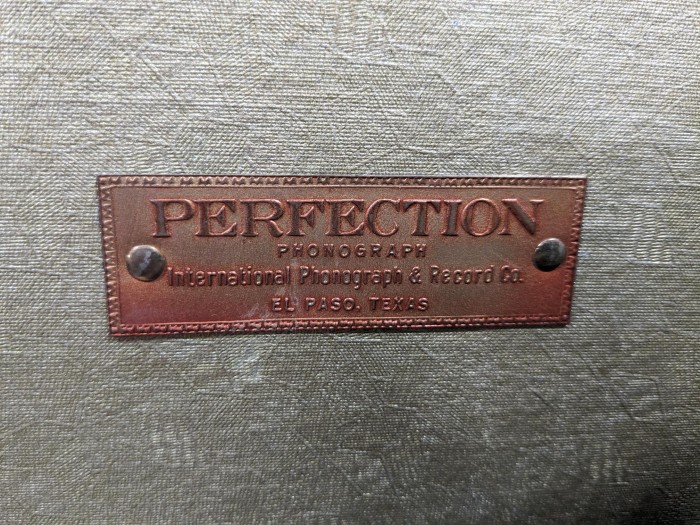 PERFECTION
PHONOGRAPH
International Phonograph & Record Co.
EL PASO, TEXAS